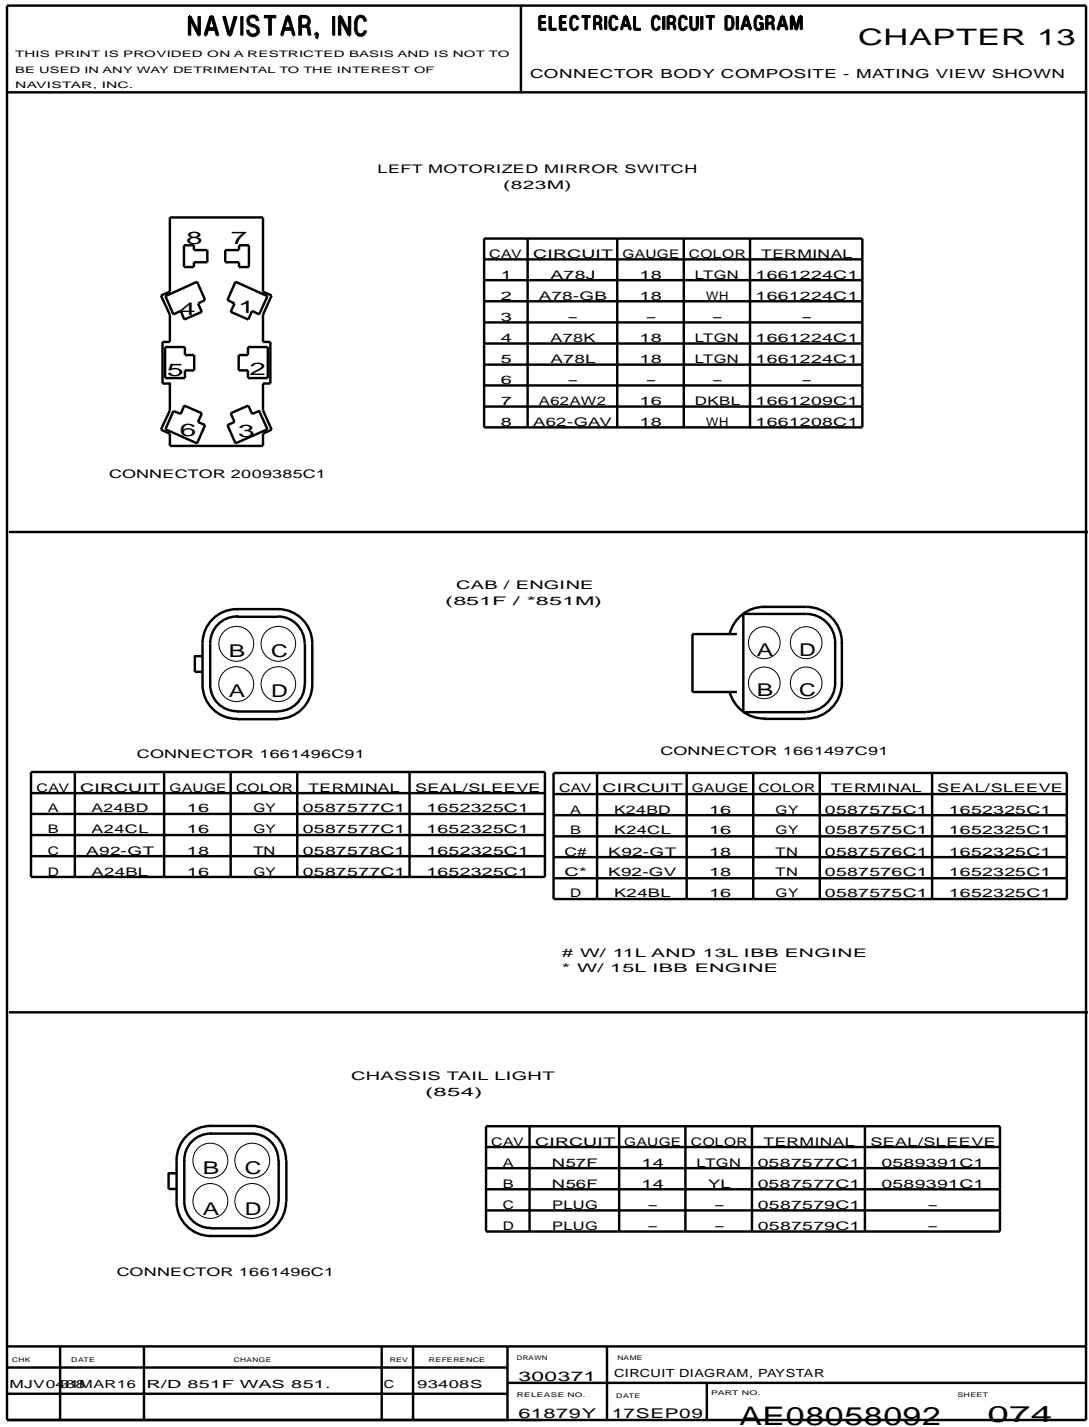 NAVISTAR, INC
THIS PRINT IS PROVIDED ON A RESTRICTED BASIS AND IS NOT TO
BE USED IN ANY WAY DETRIMENTAL TO THE INTEREST OF
NAVISTAR, INC.
ELECTRICAL CIRCUIT DIAGRAM
CHAPTER 13
CONNECTOR BODY COMPOSITE - MATING VIEW SHOWN
LEFT MOTORIZED MIRROR SWITCH
(823M)
8 7
4 1
5 2
6 3
CONNECTOR 2009385C1
CAV CIRCUIT GAUGE COLOR TERMINAL
1 A78J 18 LTGN 1661224C1
2 A78-GB 18 WH 1661224C1
3 – – – –
4 A78K 18 LTGN 1661224C1
5 A78L 18 LTGN 1661224C1
6 – – – –
7 A62AW2 16 DKBL 1661209C1
8 A62-GAV 18 WH 1661208C1
CAB / ENGINE
(851F / *851M)
B C
A D
CONNECTOR 1661496C91
CAV CIRCUIT GAUGE COLOR TERMINAL SEAL/SLEEVE
A A24BD 16 GY 0587577C1 1652325C1
B A24CL 16 GY 0587577C1 1652325C1
C A92-GT 18 TN 0587578C1 1652325C1
D A24BL 16 GY 0587577C1 1652325C1
A D
B C
CONNECTOR 1661497C91
CAV CIRCUIT GAUGE COLOR TERMINAL SEAL/SLEEVE
A K24BD 16 GY 0587575C1 1652325C1
B K24CL 16 GY 0587575C1 1652325C1
C# K92-GT 18 TN 0587576C1 1652325C1
C* K92-GV 18 TN 0587576C1 1652325C1
D K24BL 16 GY 0587575C1 1652325C1
# W/ 11L AND 13L IBB ENGINE
* W/ 15L IBB ENGINE
CHASSIS TAIL LIGHT
(854)
B C
A D
CONNECTOR 1661496C1
CAV CIRCUIT GAUGE COLOR TERMINAL SEAL/SLEEVE
A N57F 14 LTGN 0587577C1 0589391C1
B N56F 14 YL 0587577C1 0589391C1
C PLUG – – 0587579C1 –
D PLUG – – 0587579C1 –
CHK DATE CHANGE REV REFERENCE
R/D 851F WAS 851. C 93408S
DRAWN
300371
NAME
CIRCUIT DIAGRAM, PAYSTAR
RELEASE NO.
61879Y
DATE
17SEP09
PART NO.
AE08058092
SHEET
074